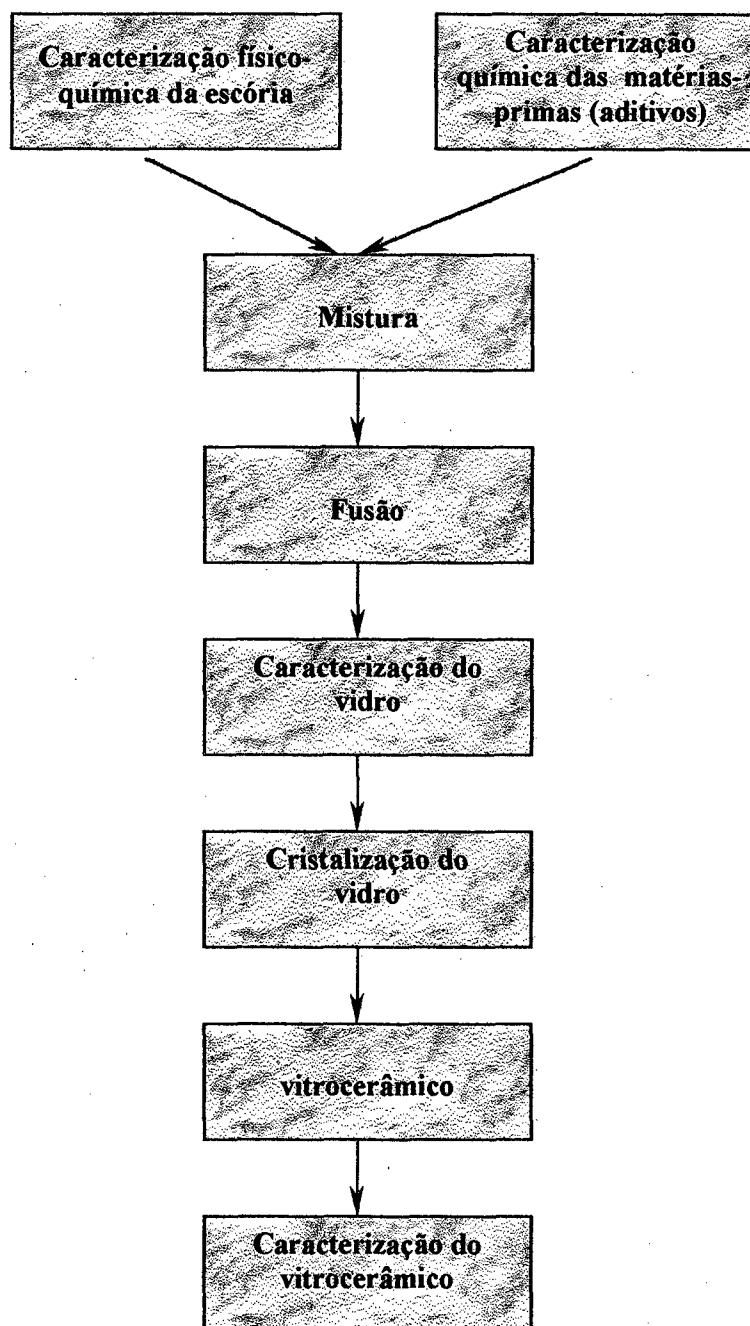 Caracterização físico-
química da escória
Caracterização
química das matérias-
primas (aditivos)
Mistura
Fusão
Caracterização do
vidro
Cristalização do
vidro
vitrocerâmico
Caracterização do
vitrocerâmico